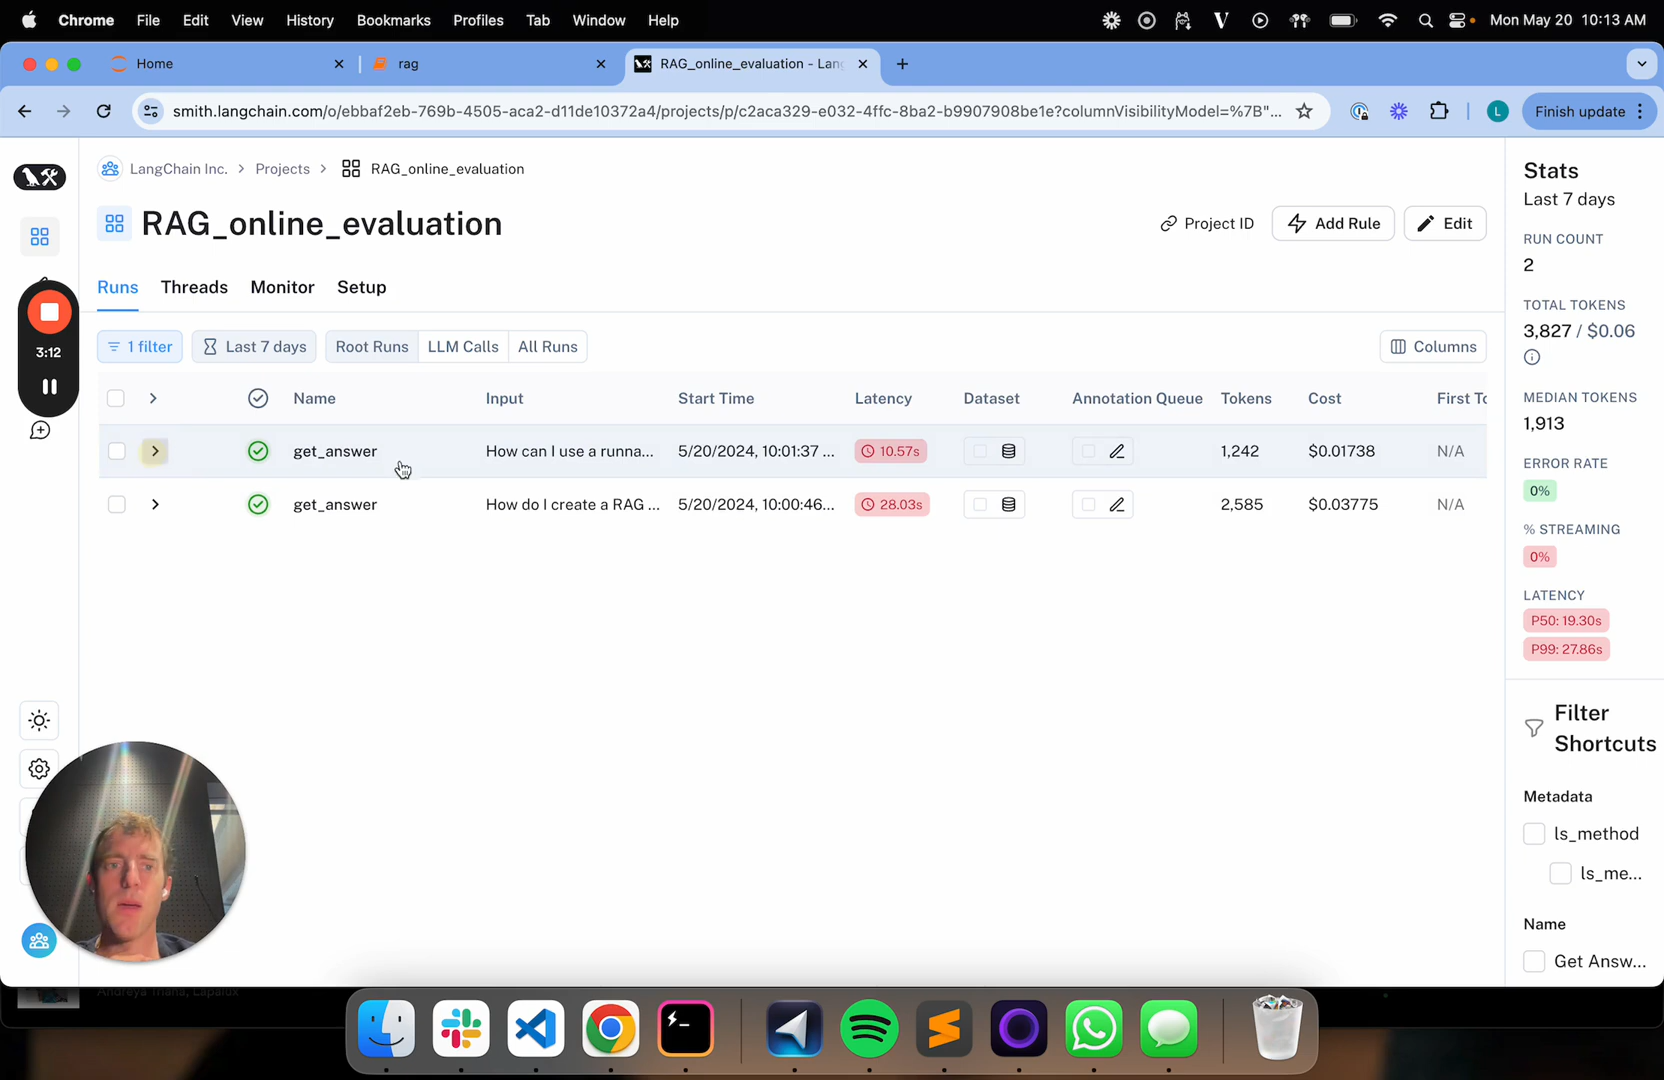 Chrome File Edit View History Bookmarks Profiles Tab Window Help Mon May 20 10:13 AM
Home rag RAG_online_evaluation - Lang
smith.langchain.com/o/ebbaf2eb-769b-4505-aca2-d11de10372a4/projects/p/c2aca329-e032-4ffc-8ba2-b9907908be1e?columnVisibilityModel=%7B"... L Finish update
LangChain Inc. > Projects > RAG_online_evaluation
RAG_online_evaluation
Project ID Add Rule Edit
Runs Threads Monitor Setup
3:12
1 filter Last 7 days Root Runs LLM Calls All Runs Columns
Name Input Start Time Latency Dataset Annotation Queue Tokens Cost First To
get_answer How can I use a runna... 5/20/2024, 10:01:37 ... 10.57s 1,242 $0.01738 N/A
get_answer How do I create a RAG ... 5/20/2024, 10:00:46... 28.03s 2,585 $0.03775 N/A
Stats
Last 7 days
RUN COUNT
2
TOTAL TOKENS
3,827 / $0.06
MEDIAN TOKENS
1,913
ERROR RATE
0%
% STREAMING
0%
LATENCY
P50: 19.30s
P99: 27.86s
Filter
Shortcuts
Metadata
ls_method
ls_me...
Name
Get Answ...
Andreya Triana, Lapalux